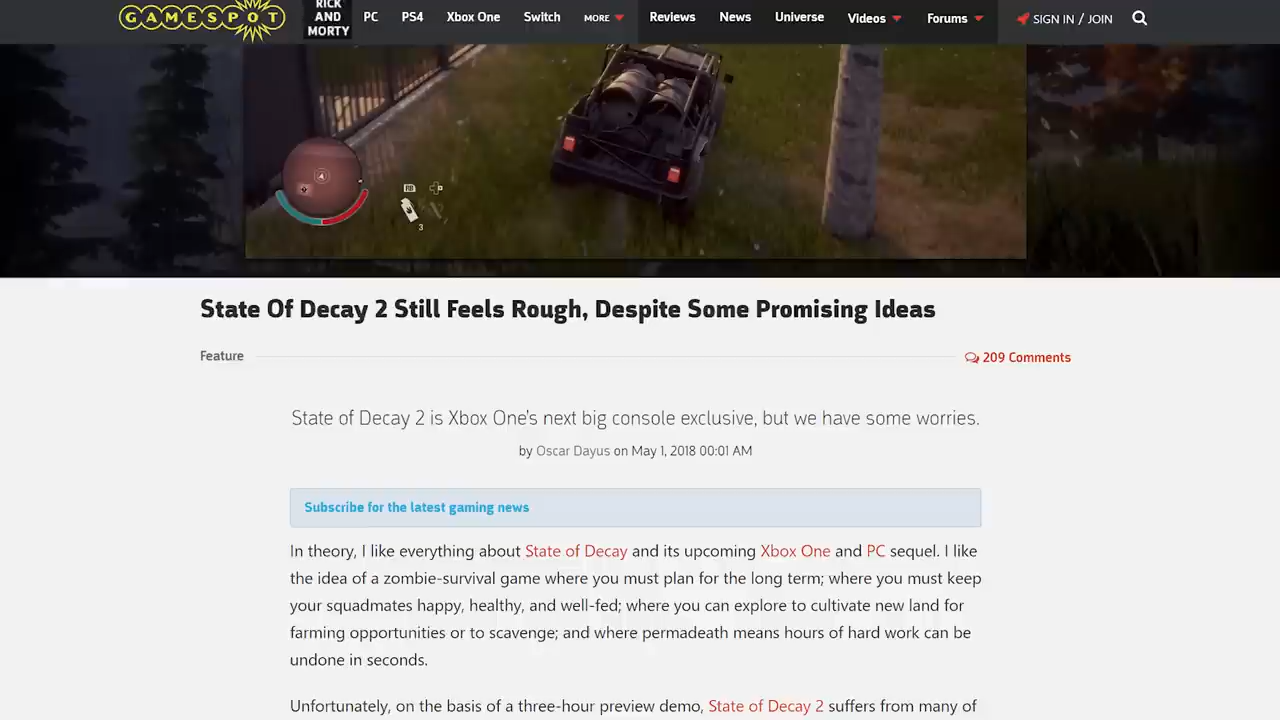 GAMESPOT
RICK
AND
MORTY
PC PS4 Xbox One Switch MORE Reviews News Universe Videos Forums SIGN IN / JOIN
3
State Of Decay 2 Still Feels Rough, Despite Some Promising Ideas
Feature 209 Comments
State of Decay 2 is Xbox One's next big console exclusive, but we have some worries.
by Oscar Dayus on May 1, 2018 00:01 AM
Subscribe for the latest gaming news
In theory, I like everything about State of Decay and its upcoming Xbox One and PC sequel. I like
the idea of a zombie-survival game where you must plan for the long term; where you must keep
your squadmates happy, healthy, and well-fed; where you can explore to cultivate new land for
farming opportunities or to scavenge; and where permadeath means hours of hard work can be
undone in seconds.
Unfortunately, on the basis of a three-hour preview demo, State of Decay 2 suffers from many of